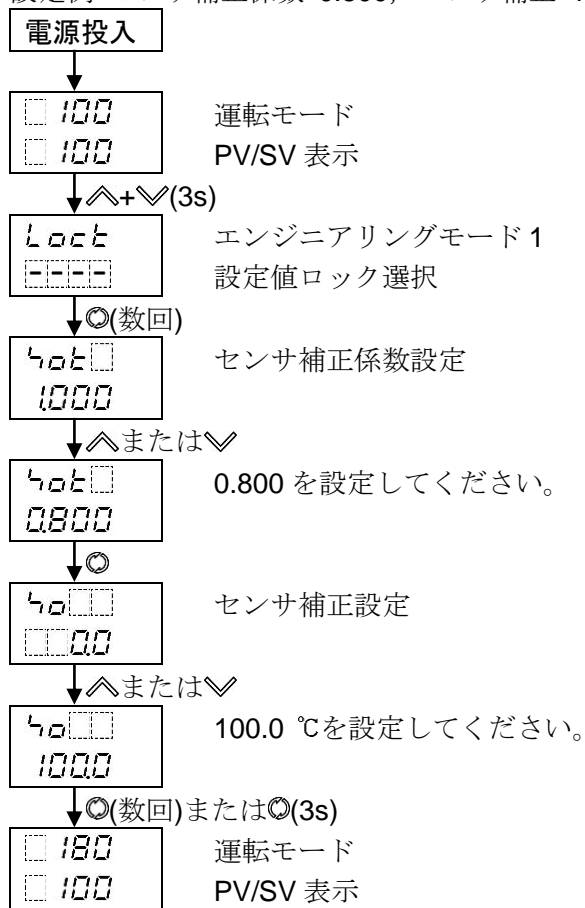 設定例 センサ補正係数 0.800, センサ補正
電源投入
100 運転モード
100 PV/SV 表示
︿+﹀(3s)
Lock エンジニアリングモード 1
---- 設定値ロック選択
(数回)
Sot センサ補正係数設定
1.000
︿または﹀
Sot 0.800 を設定してください。
0.800
So センサ補正設定
0.0
︿または﹀
So 100.0 ℃を設定してください。
100.0
(数回)または(3s)
180 運転モード
100 PV/SV 表示